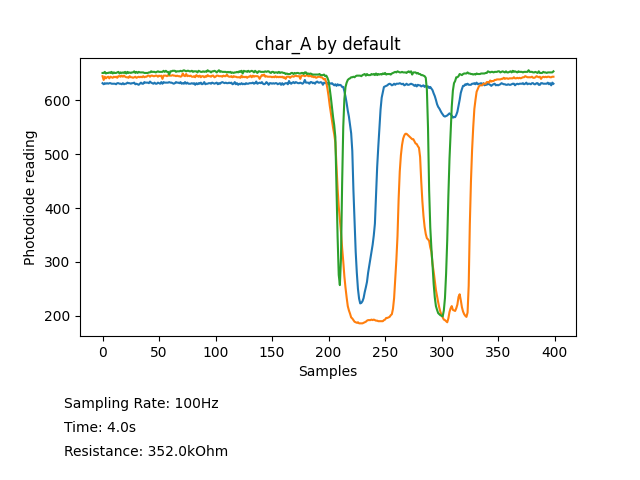 char_A by default
Photodiode reading
600
500
400
300
200
0 50 100 150 200 250 300 350 400
Samples
Sampling Rate: 100Hz
Time: 4.0s
Resistance: 352.0kOhm